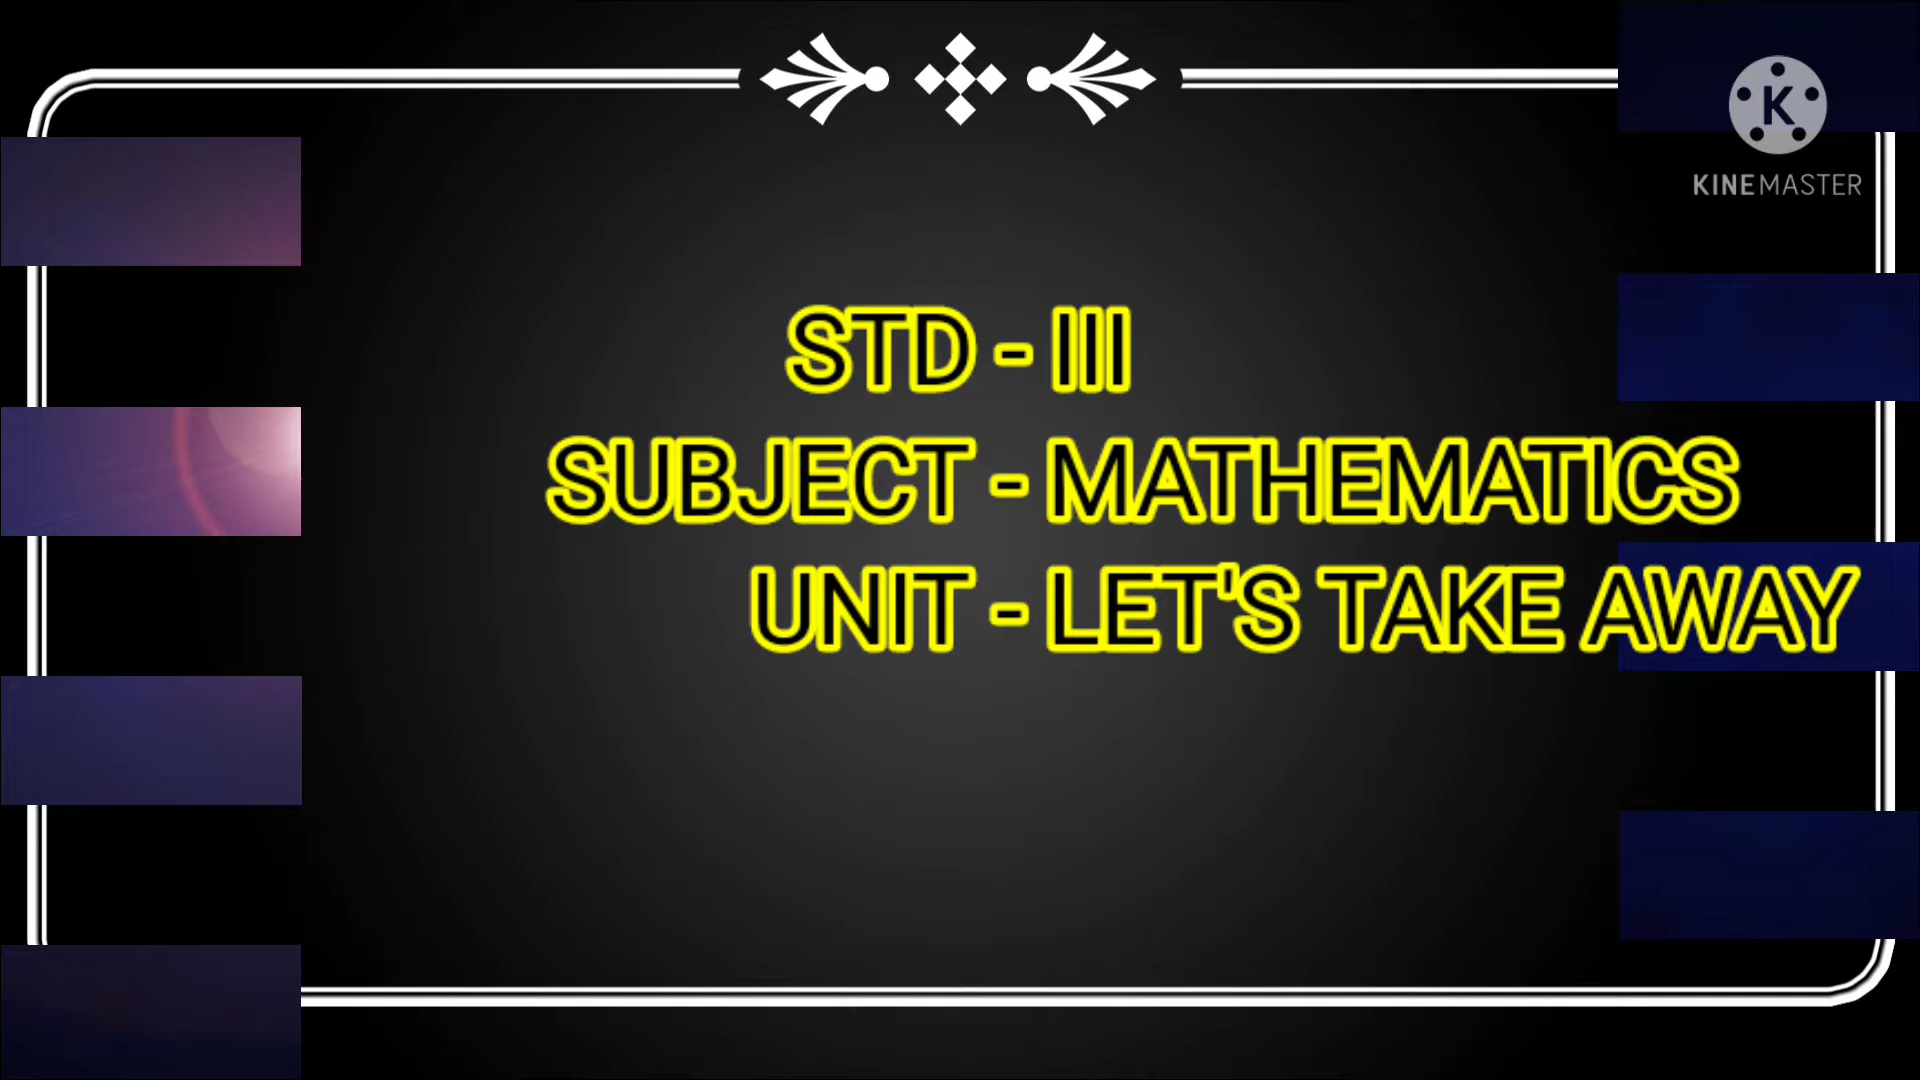 K
KINEMASTER
STD - III
SUBJECT - MATHEMATICS
UNIT - LET'S TAKE AWAY